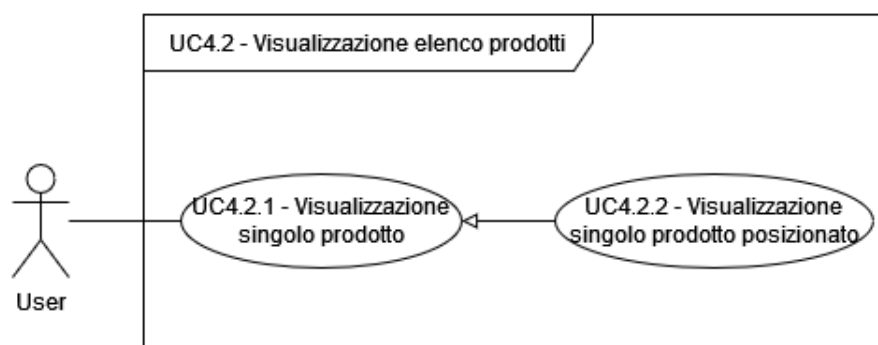 UC4.2 - Visualizzazione elenco prodotti
UC4.2.1 - Visualizzazione
singolo prodotto
UC4.2.2 - Visualizzazione
singolo prodotto posizionato
User